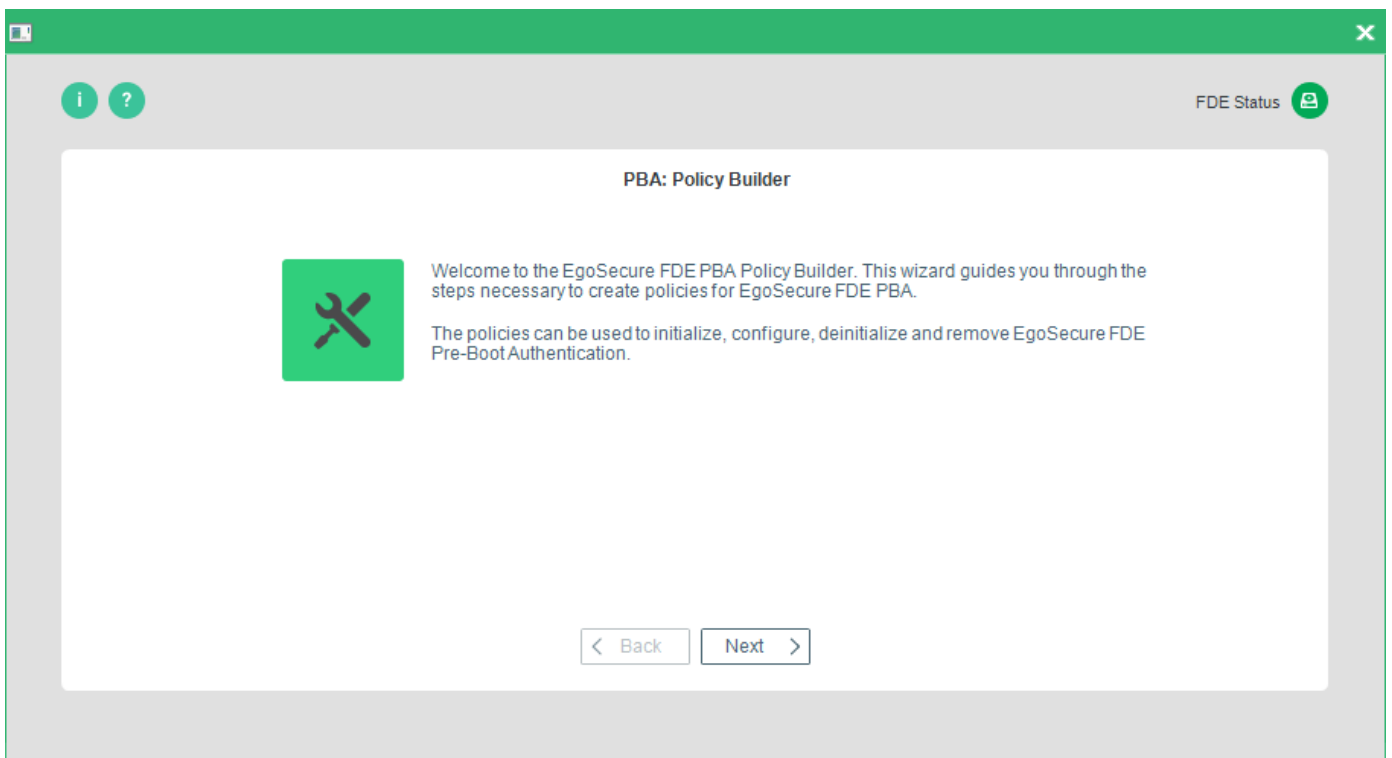 i ?
FDE Status
PBA: Policy Builder
Welcome to the EgoSecure FDE PBA Policy Builder. This wizard guides you through the
steps necessary to create policies for EgoSecure FDE PBA.
The policies can be used to initialize, configure, deinitialize and remove EgoSecure FDE
Pre-Boot Authentication.
Back Next